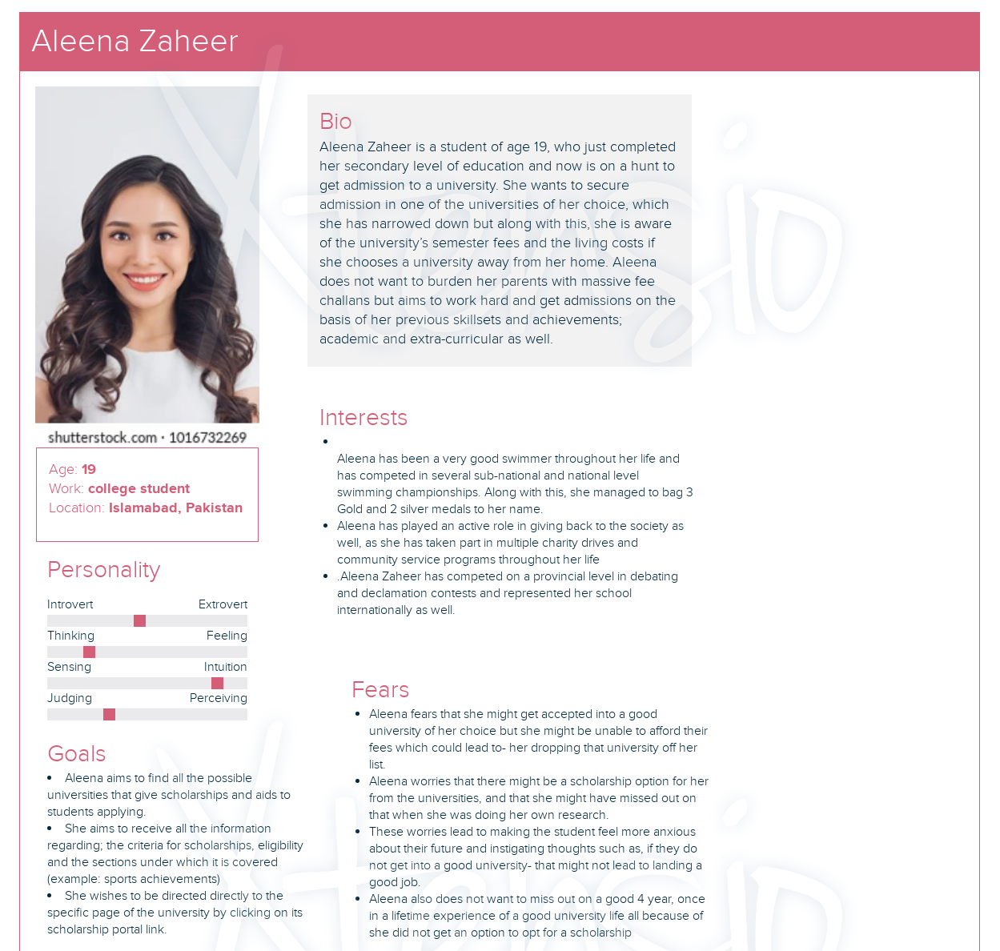 Aleena Zaheer
shutterstock.com · 1016732269
Age: 19
Work: college student
Location: Islamabad, Pakistan
Personality
Introvert Extrovert
Thinking Feeling
Sensing Intuition
Judging Perceiving
Goals
• Aleena aims to find all the possible
universities that give scholarships and aids to
students applying.
• She aims to receive all the information
regarding; the criteria for scholarships, eligibility
and the sections under which it is covered
(example: sports achievements)
• She wishes to be directed directly to the
specific page of the university by clicking on its
scholarship portal link.
Bio
Aleena Zaheer is a student of age 19, who just completed
her secondary level of education and now is on a hunt to
get admission to a university. She wants to secure
admission in one of the universities of her choice, which
she has narrowed down but along with this, she is aware
of the university’s semester fees and the living costs if
she chooses a university away from her home. Aleena
does not want to burden her parents with massive fee
challans but aims to work hard and get admissions on the
basis of her previous skillsets and achievements;
academic and extra-curricular as well.
Interests
•
Aleena has been a very good swimmer throughout her life and
has competed in several sub-national and national level
swimming championships. Along with this, she managed to bag 3
Gold and 2 silver medals to her name.
• Aleena has played an active role in giving back to the society as
well, as she has taken part in multiple charity drives and
community service programs throughout her life
• .Aleena Zaheer has competed on a provincial level in debating
and declamation contests and represented her school
internationally as well.
Fears
• Aleena fears that she might get accepted into a good
university of her choice but she might be unable to afford their
fees which could lead to- her dropping that university off her
list.
• Aleena worries that there might be a scholarship option for her
from the universities, and that she might have missed out on
that when she was doing her own research.
• These worries lead to making the student feel more anxious
about their future and instigating thoughts such as, if they do
not get into a good university- that might not lead to landing a
good job.
• Aleena also does not want to miss out on a good 4 year, once
in a lifetime experience of a good university life all because of
she did not get an option to opt for a scholarship
Xtensio
Xtensio